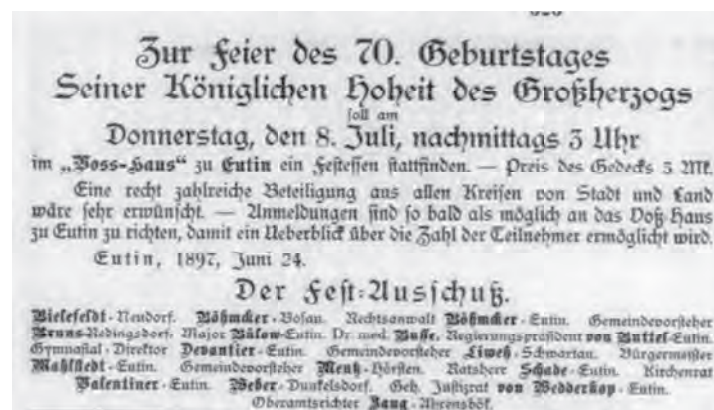 Zur Feier des 70. Geburtstages
Seiner Königlichen Hoheit des Großherzogs
soll am
Donnerstag, den 8. Juli, nachmittags 3 Uhr
im „Voss-Haus“ zu Eutin ein Festessen stattfinden. — Preis des Gedecks 3 Mk.
Eine recht zahlreiche Beteiligung aus allen Kreisen von Stadt und Land
wäre sehr erwünscht. — Anmeldungen sind so bald als möglich an das Voß-Haus
zu Eutin zu richten, damit ein Ueberblick über die Zahl der Teilnehmer ermöglicht wird.
Eutin, 1897, Juni 24.
Der Fest-Ausschuß.
Bielefeldt-Neudorf. Böhmcker-Bosau. Rechtsanwalt Böhmcker-Eutin. Gemeindevorsteher
Bruns-Redingsdorf. Major Bülow-Eutin. Dr. med. Busse. Regierungspräsident von Buttel-Eutin.
Gymnasial-Direktor Devantier-Eutin. Gemeindevorsteher Liweh-Schwartau. Bürgermeister
Mahlstedt-Eutin. Gemeindevorsteher Mentz-Hörsten. Ratsherr Schade-Eutin. Kirchenrat
Valentiner-Eutin. Weber-Dunkelsdorf. Geh. Justizrat von Wedderkop-Eutin.
Oberamtsrichter Zaug-Ahrensbök.